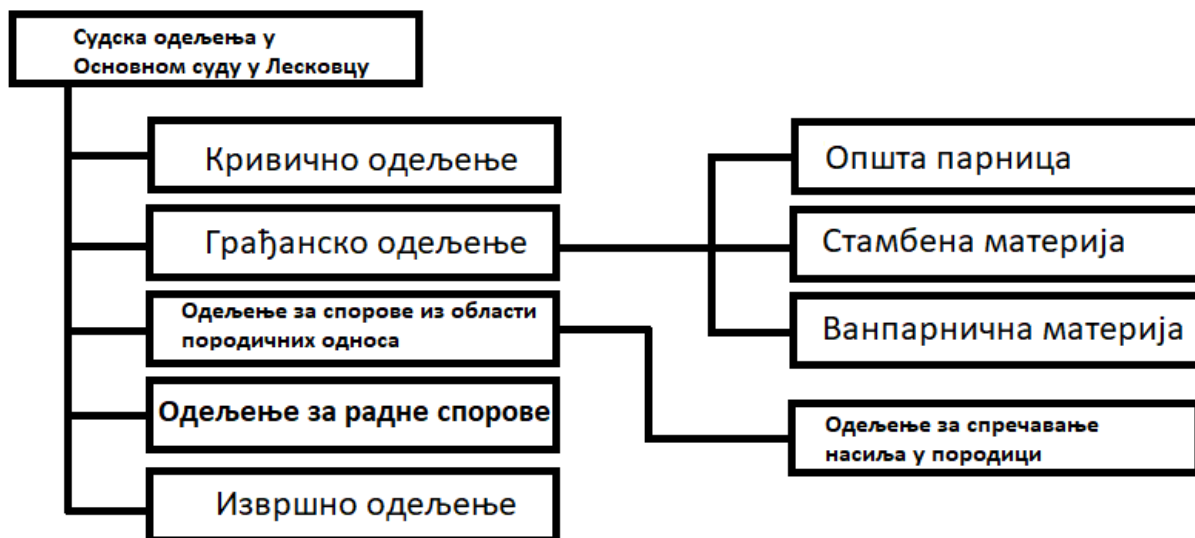 Судска одељења у
Основном суду у Лесковцу
Кривично одељење
Грађанско одељење
Одељење за спорове из области
породичних односа
Одељење за радне спорове
Извршно одељење
Општа парница
Стамбена материја
Ванпарнична материја
Одељење за спречавање
насиља у породици